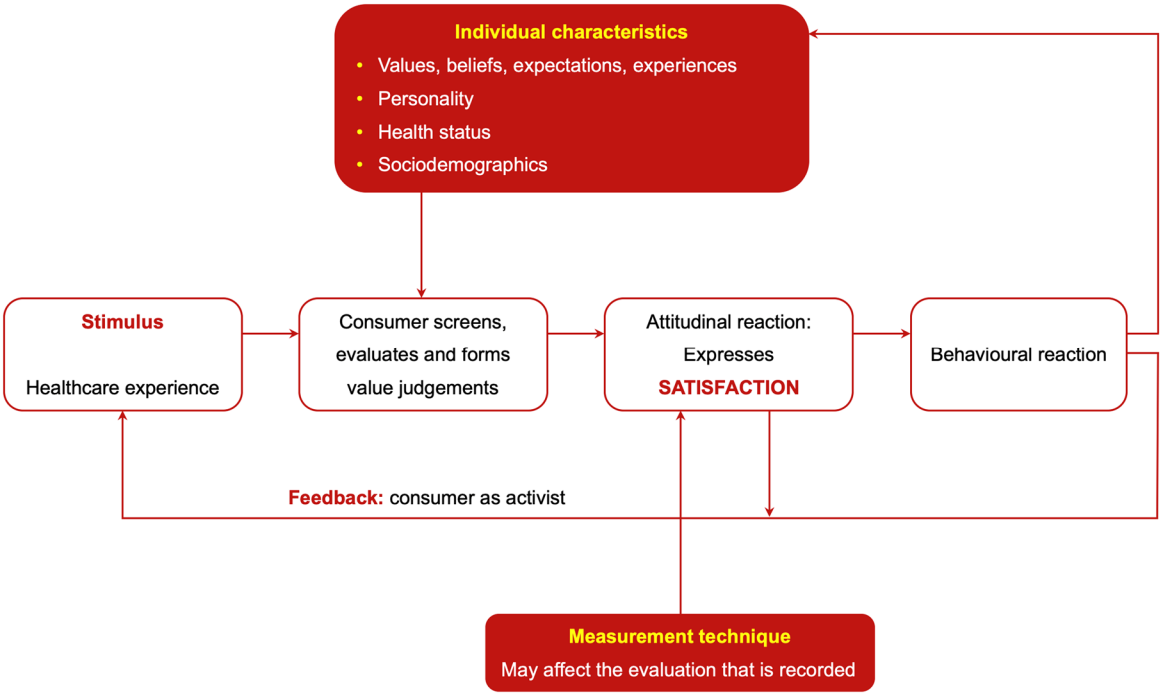 Individual characteristics
• Values, beliefs, expectations, experiences
• Personality
• Health status
• Sociodemographics
Stimulus
Healthcare experience
Consumer screens,
evaluates and forms
value judgements
Attitudinal reaction:
Expresses
SATISFACTION
Behavioural reaction
Feedback: consumer as activist
Measurement technique
May affect the evaluation that is recorded